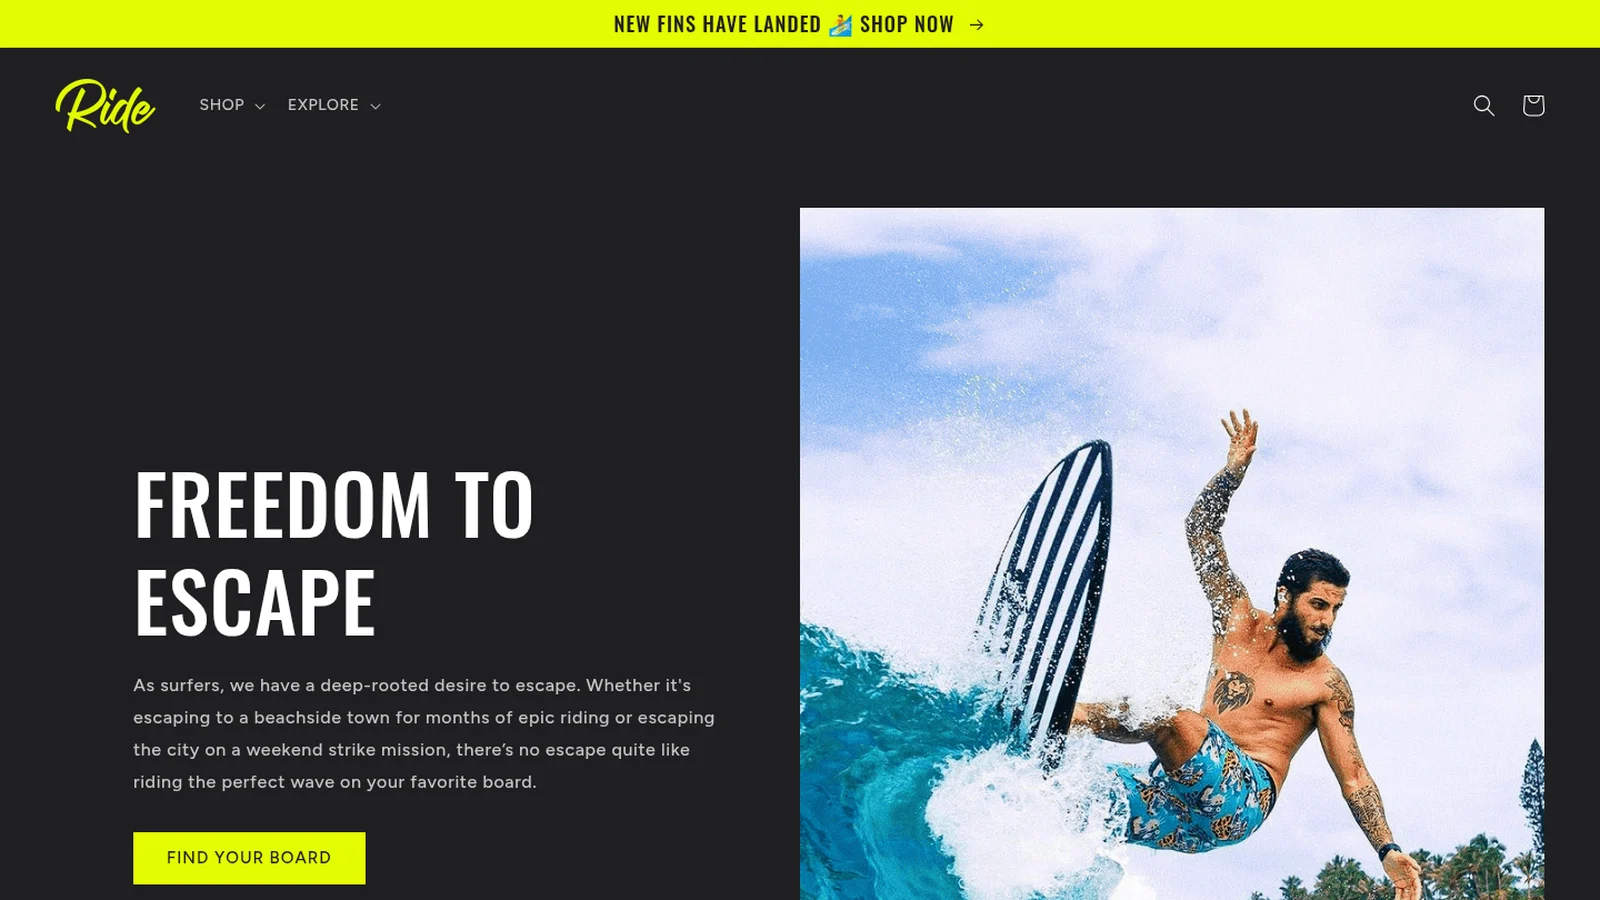 NEW FINS HAVE LANDED 🏄 SHOP NOW →
Ride
SHOP
EXPLORE
FREEDOM TO
ESCAPE
As surfers, we have a deep-rooted desire to escape. Whether it's
escaping to a beachside town for months of epic riding or escaping
the city on a weekend strike mission, there’s no escape quite like
riding the perfect wave on your favorite board.
FIND YOUR BOARD